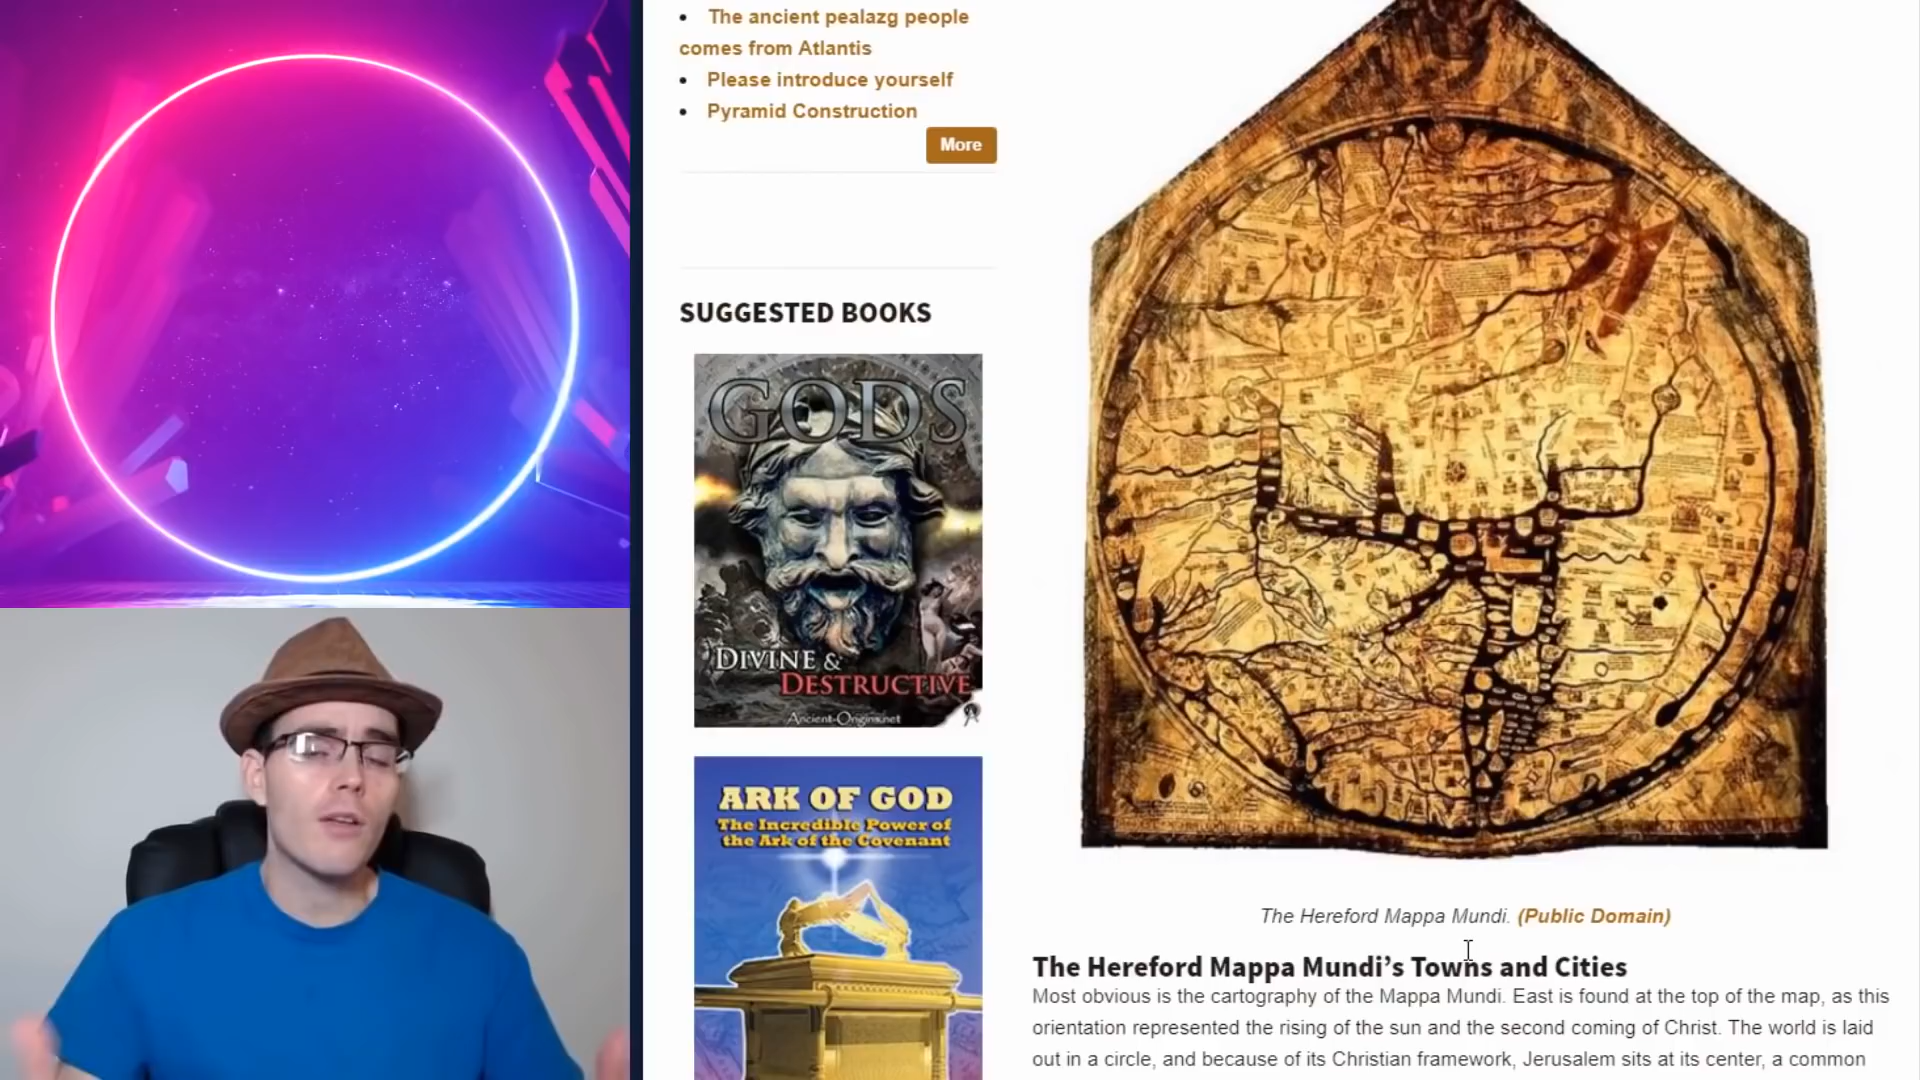 The ancient pealazg people
comes from Atlantis
Please introduce yourself
Pyramid Construction
More
SUGGESTED BOOKS
GODS
DIVINE &
DESTRUCTIVE
Ancient-Origins.net
ARK OF GOD
The Incredible Power of
the Ark of the Covenant
The Hereford Mappa Mundi. (Public Domain)
The Hereford Mappa Mundi’s Towns and Cities
Most obvious is the cartography of the Mappa Mundi. East is found at the top of the map, as this
orientation represented the rising of the sun and the second coming of Christ. The world is laid
out in a circle, and because of its Christian framework, Jerusalem sits at its center, a common